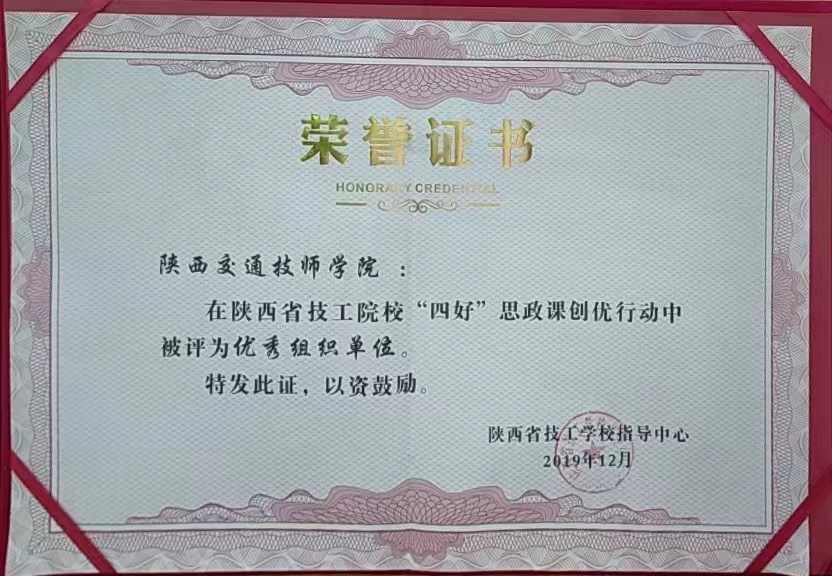 荣誉证书
HONORARY CREDENTIAL
陕西交通技师学院：
在陕西省技工院校“四好”思政课创优行动中
被评为优秀组织单位。
特发此证，以资鼓励。
陕西省技工学校指导中心
2019年12月